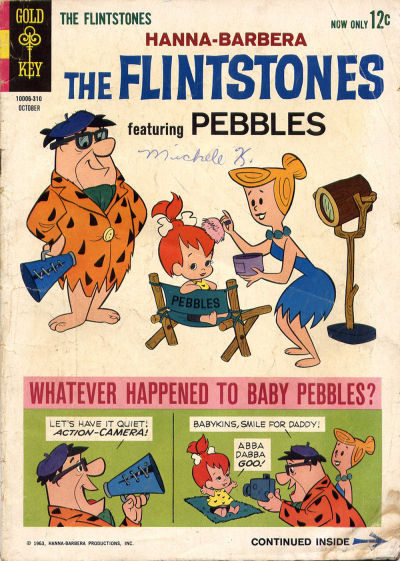 GOLD
KEY
THE FLINTSTONES
NOW ONLY 12¢
10006-310
OCTOBER
HANNA-BARBERA
THE FLINTSTONES
featuring PEBBLES
Michele K.
PEBBLES
WHATEVER HAPPENED TO BABY PEBBLES?
LET'S HAVE IT QUIET!
ACTION-CAMERA!
BABYKINS, SMILE FOR DADDY!
ABBA
DABBA
GOO!
© 1963, HANNA-BARBERA PRODUCTIONS, INC.
CONTINUED INSIDE